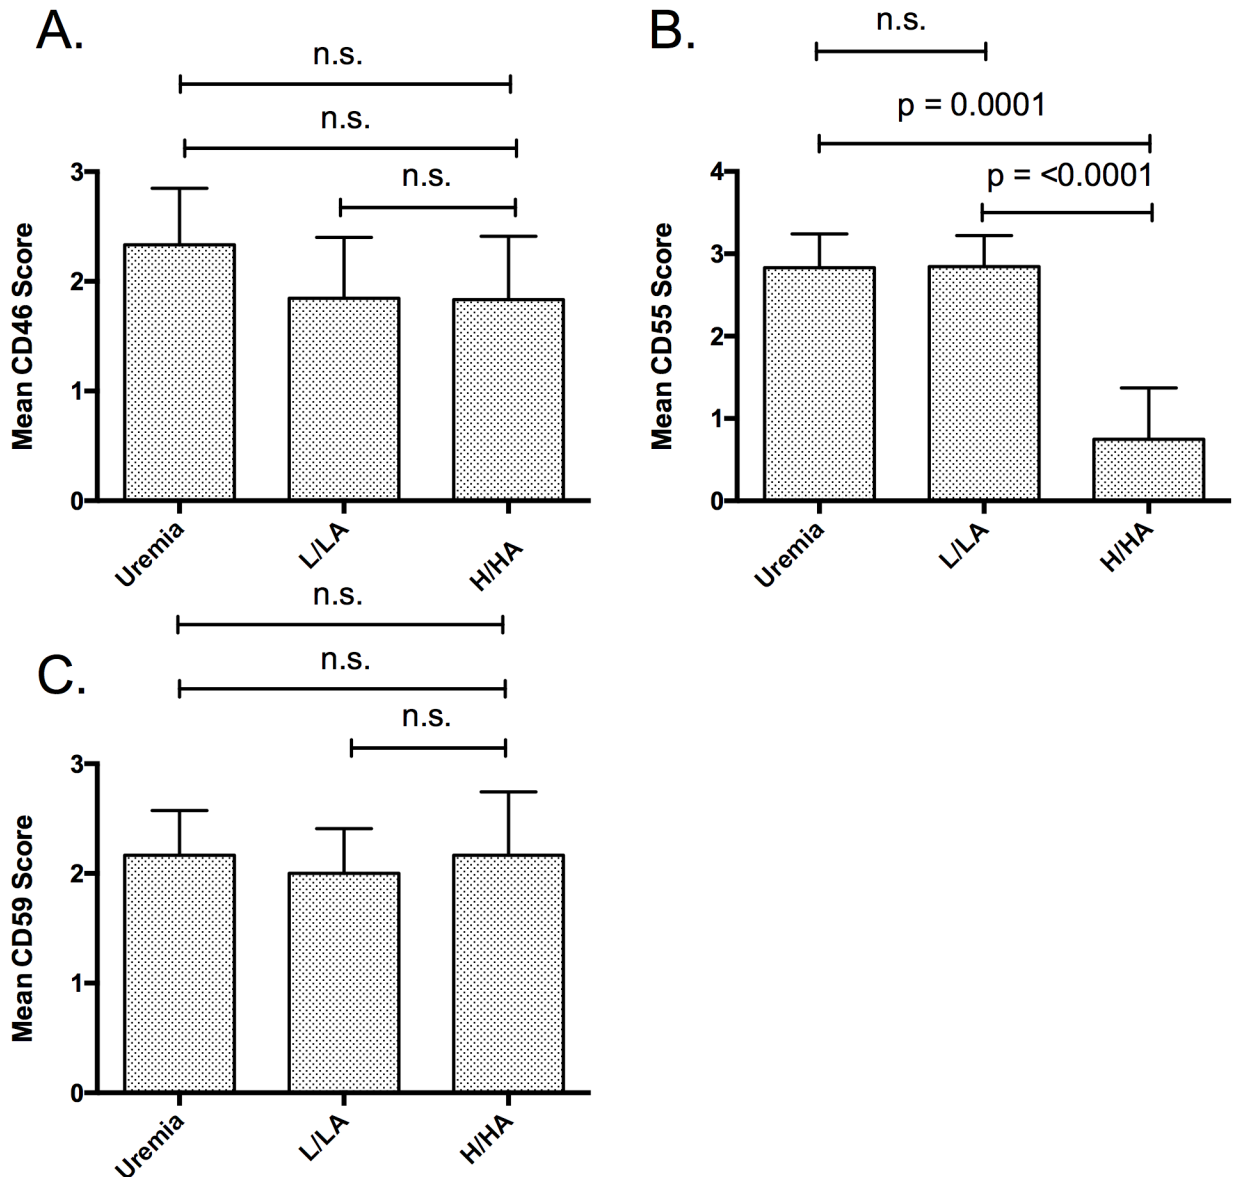 A.
n.s.
n.s.
n.s.
3
2
1
0
Mean CD46 Score
Uremia
L/LA
H/HA
B.
n.s.
p = 0.0001
p = <0.0001
4
3
2
1
0
Mean CD55 Score
Uremia
L/LA
H/HA
C.
n.s.
n.s.
n.s.
3
2
1
0
Mean CD59 Score
Uremia
L/LA
H/HA